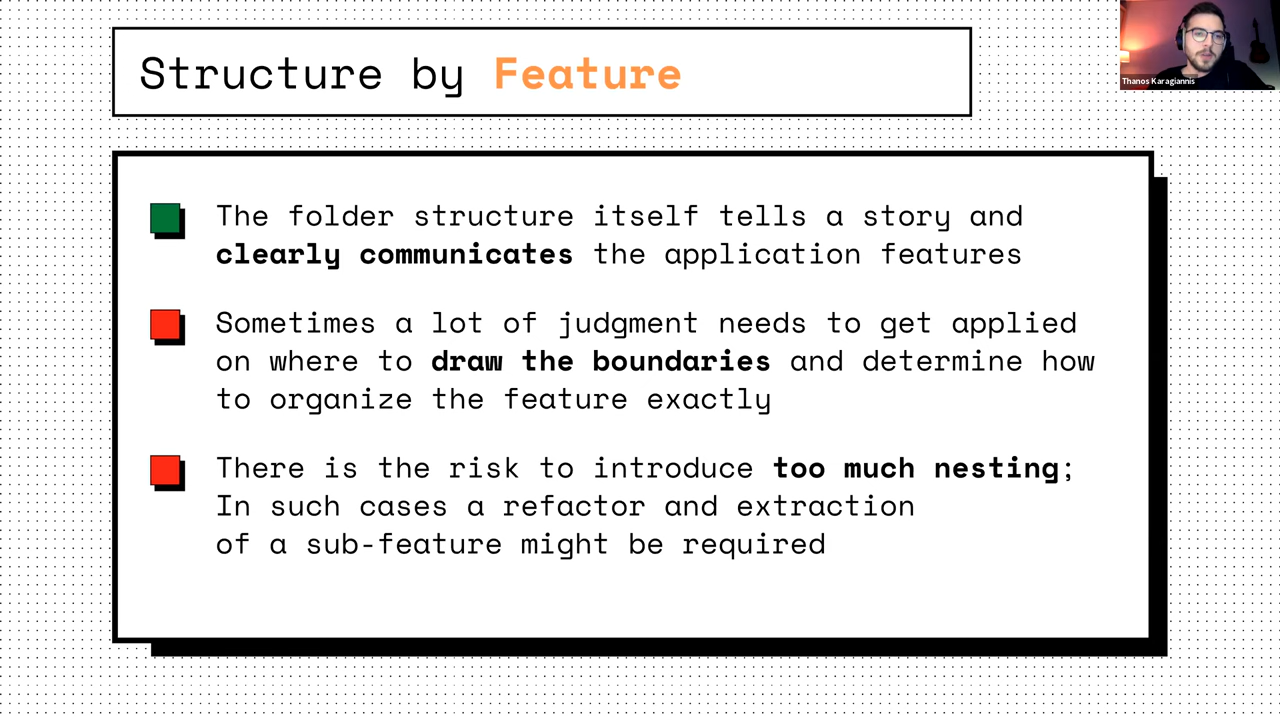 Structure by Feature
Thanos Karagiannis
The folder structure itself tells a story and
clearly communicates the application features
Sometimes a lot of judgment needs to get applied
on where to draw the boundaries and determine how
to organize the feature exactly
There is the risk to introduce too much nesting;
In such cases a refactor and extraction
of a sub-feature might be required